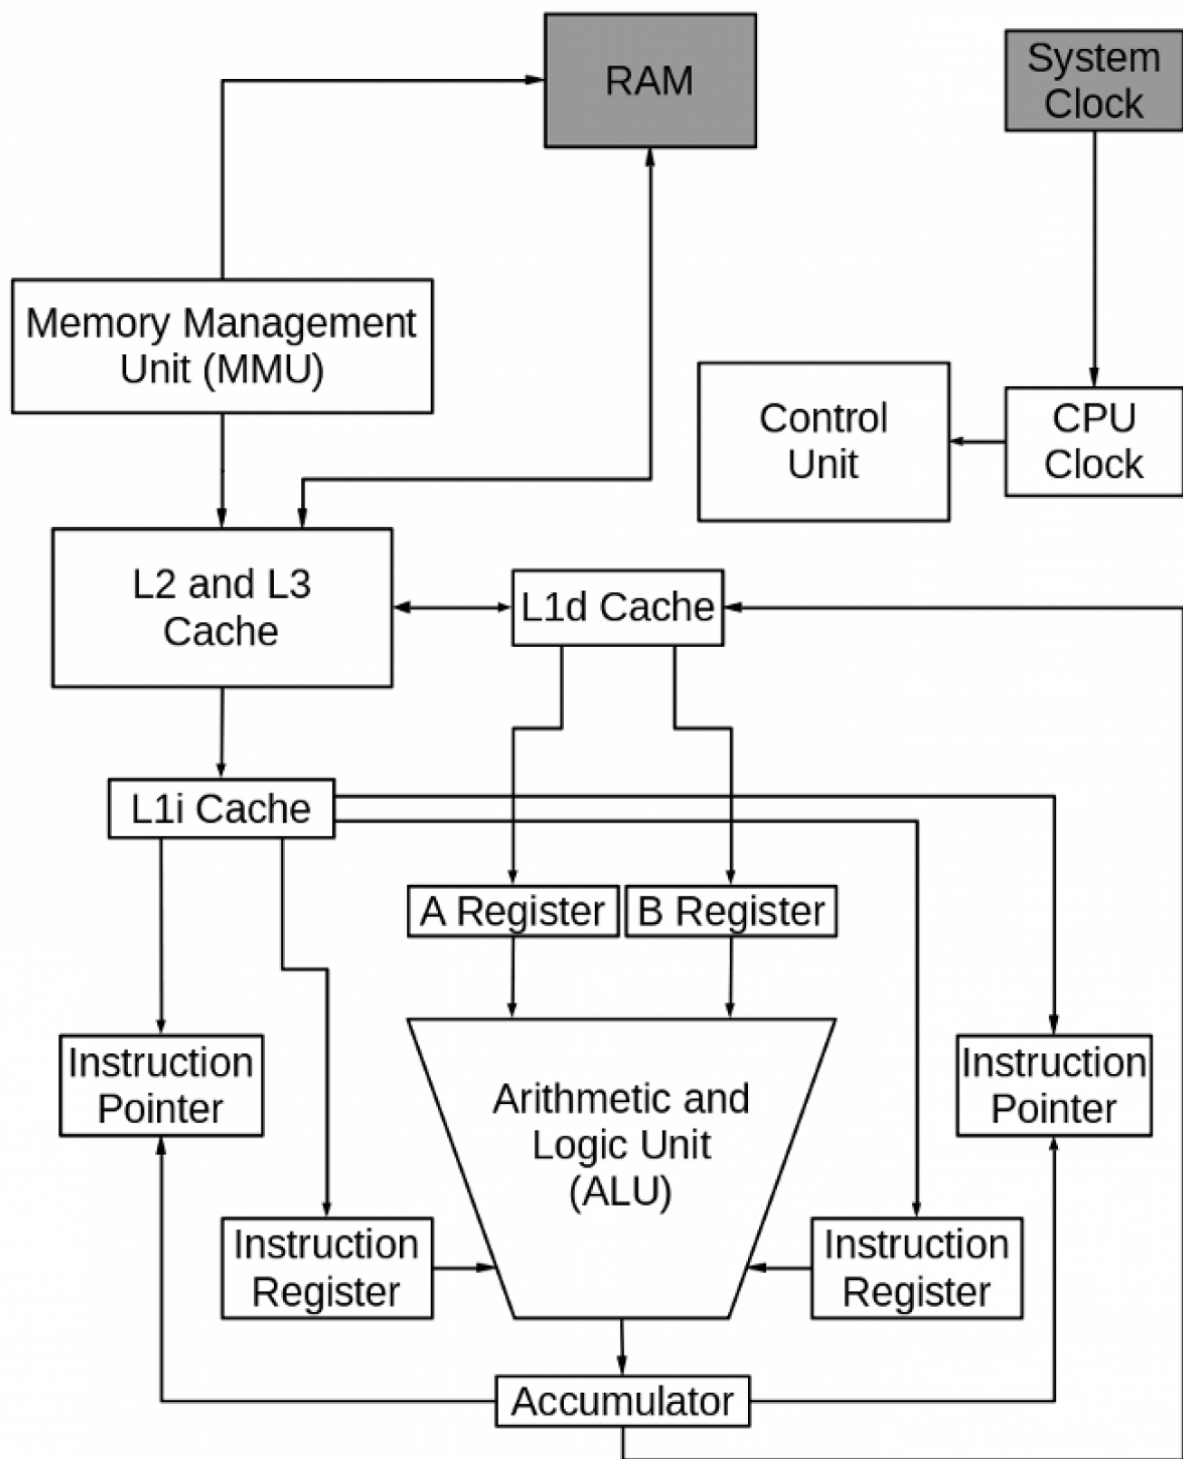 RAM
System
Clock
Memory Management
Unit (MMU)
Control
Unit
CPU
Clock
L2 and L3
Cache
L1d Cache
L1i Cache
A Register
B Register
Instruction
Pointer
Arithmetic and
Logic Unit
(ALU)
Instruction
Pointer
Instruction
Register
Instruction
Register
Accumulator